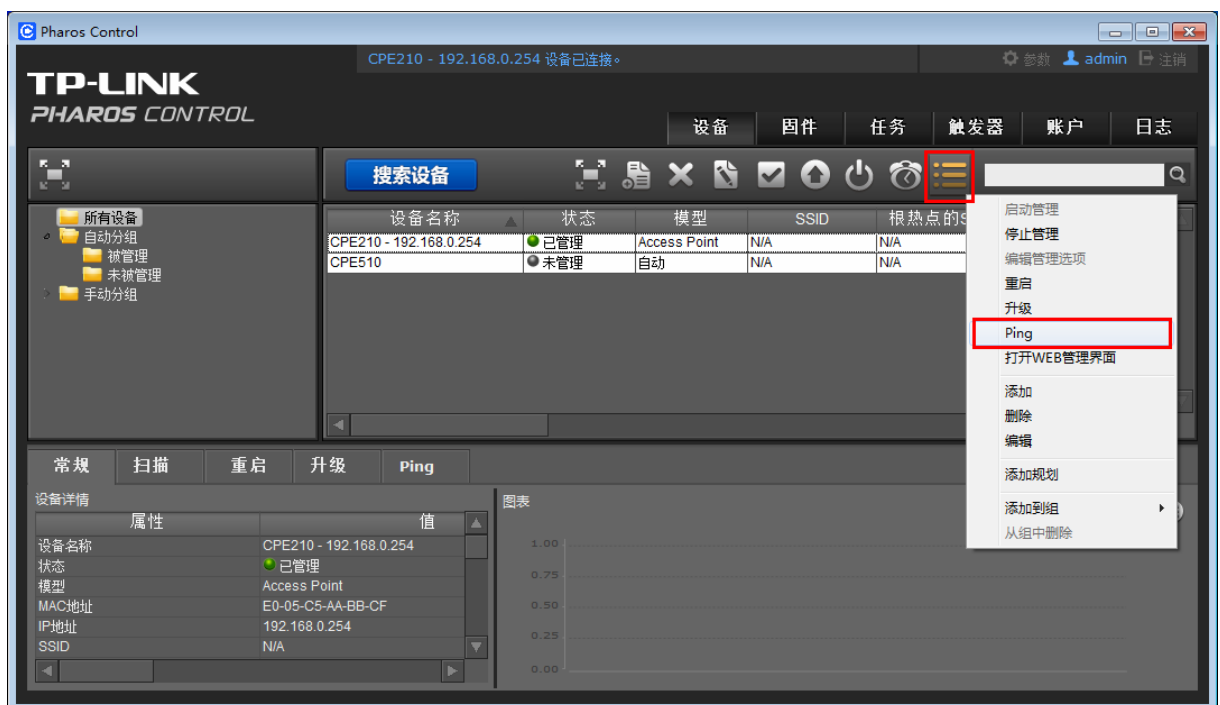 Pharos Control
CPE210 - 192.168.0.254 设备已连接。
参数 admin 注销
TP-LINK
PHAROS CONTROL
设备 固件 任务 触发器 账户 日志
搜索设备
所有设备
自动分组
被管理
未被管理
手动分组
设备名称 状态 模型 SSID 根热点的S
CPE210 - 192.168.0.254 已管理 Access Point N/A N/A
CPE510 未管理 自动 N/A N/A
启动管理
停止管理
编辑管理选项
重启
升级
Ping
打开WEB管理界面
添加
删除
编辑
添加规划
添加到组
从组中删除
常规 扫描 重启 升级 Ping
设备详情
属性 值
设备名称 CPE210 - 192.168.0.254
状态 已管理
模型 Access Point
MAC地址 E0-05-C5-AA-BB-CF
IP地址 192.168.0.254
SSID N/A
图表
1.00
0.75
0.50
0.25
0.00